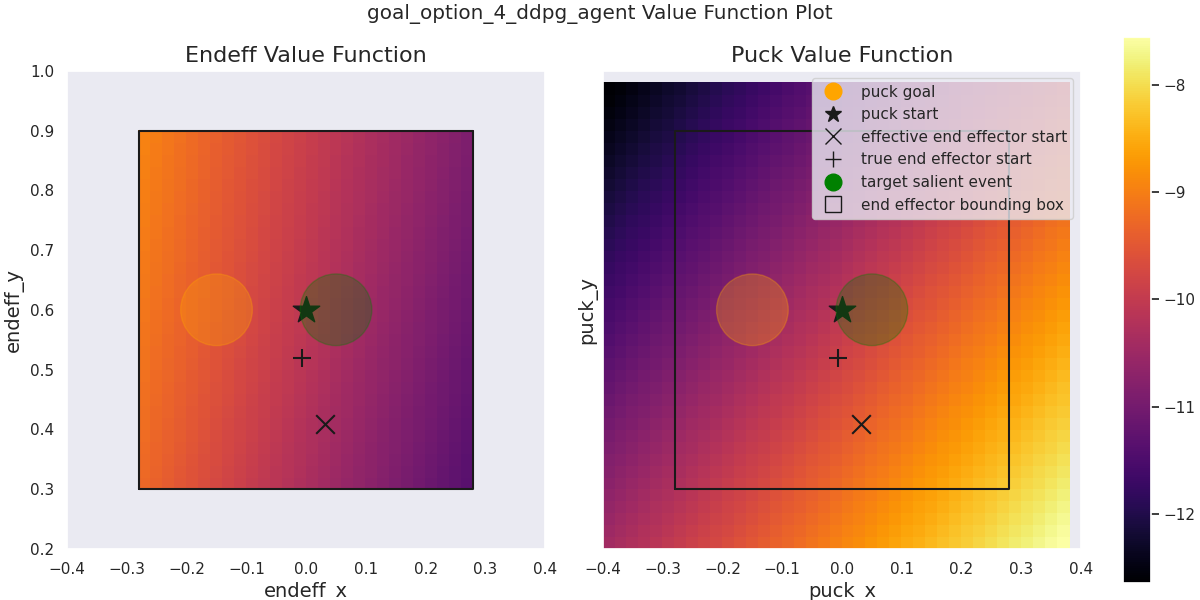 goal_option_4_ddpg_agent Value Function Plot
Endeff Value Function
endeff_y
1.0
0.9
0.8
0.7
0.6
0.5
0.4
0.3
0.2
−0.4 −0.3 −0.2 −0.1 0.0 0.1 0.2 0.3 0.4
endeff_x
Puck Value Function
puck_y
puck goal
puck start
effective end effector start
true end effector start
target salient event
end effector bounding box
−0.4 −0.3 −0.2 −0.1 0.0 0.1 0.2 0.3 0.4
puck_x
−8
−9
−10
−11
−12